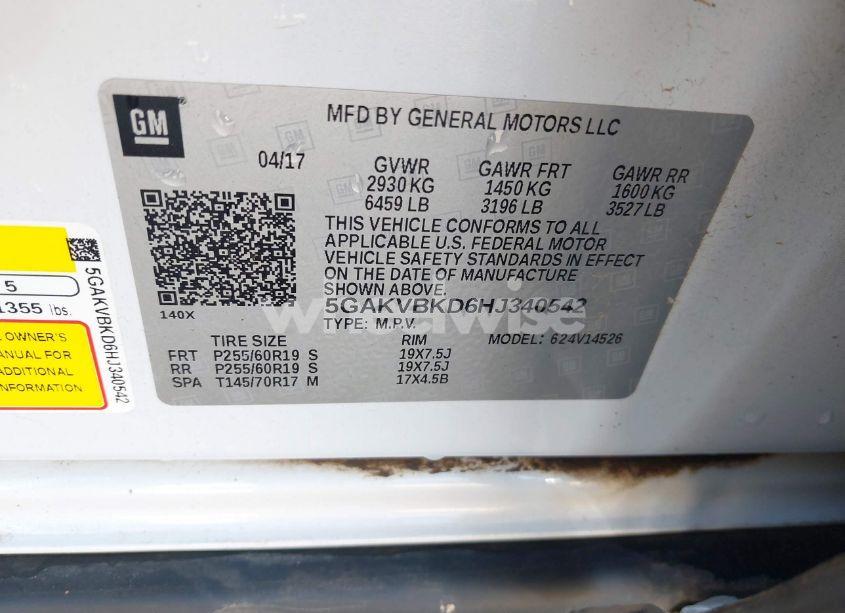 GM
MFD BY GENERAL MOTORS LLC
04/17
GVWR GAWR FRT GAWR RR
2930 KG 1450 KG 1600 KG
6459 LB 3196 LB 3527 LB
THIS VEHICLE CONFORMS TO ALL
APPLICABLE U.S. FEDERAL MOTOR
VEHICLE SAFETY STANDARDS IN EFFECT
ON THE DATE OF MANUFACTURE
SHOWN ABOVE.
140X
5GAKVBKD6HJ340542
TYPE: M.P.V. MODEL: 624V14526
TIRE SIZE RIM
FRT P255/60R19 S 19X7.5J
RR P255/60R19 S 19X7.5J
SPA T145/70R17 M 17X4.5B
5
1355 lbs.
OWNER'S
MANUAL FOR
ADDITIONAL
INFORMATION
5GAKVBKD6HJ340542